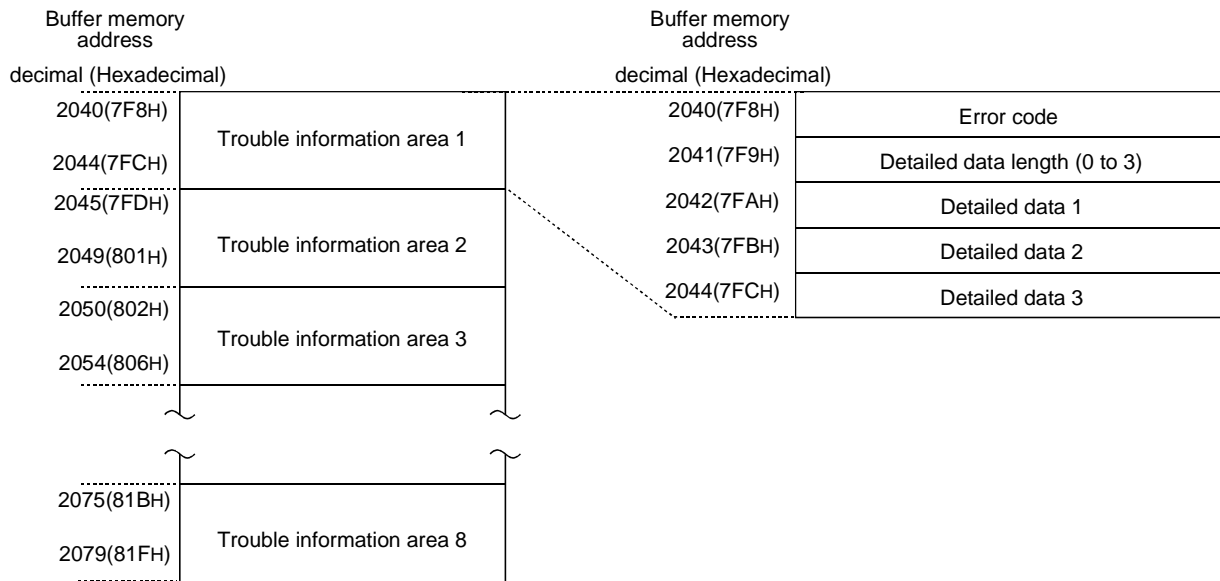 Buffer memory
address
decimal (Hexadecimal)
2040(7F8H)
Trouble information area 1
2044(7FCH)
2045(7FDH)
Trouble information area 2
2049(801H)
2050(802H)
Trouble information area 3
2054(806H)
2075(81BH)
Trouble information area 8
2079(81FH)
Buffer memory
address
decimal (Hexadecimal)
2040(7F8H)
Error code
2041(7F9H)
Detailed data length (0 to 3)
2042(7FAH)
Detailed data 1
2043(7FBH)
Detailed data 2
2044(7FCH)
Detailed data 3